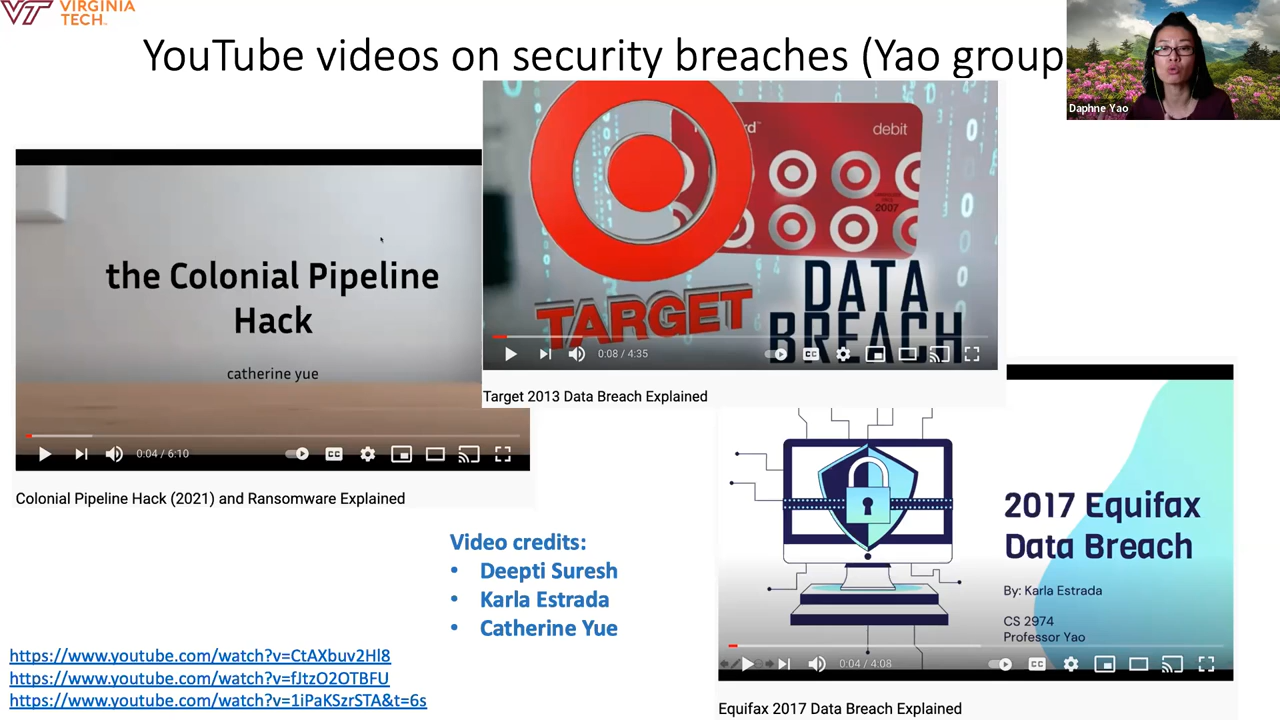 VIRGINIA
TECH
YouTube videos on security breaches (Yao group
Daphne Yao
the Colonial Pipeline
Hack
catherine yue
0:04 / 6:10
CC
Colonial Pipeline Hack (2021) and Ransomware Explained
debit
2007
TARGET
DATA
BREACH
0:08 / 4:35
CC
Target 2013 Data Breach Explained
2017 Equifax
Data Breach
By: Karla Estrada
CS 2974
Professor Yao
0:04 / 4:08
CC
Equifax 2017 Data Breach Explained
Video credits:
• Deepti Suresh
• Karla Estrada
• Catherine Yue
https://www.youtube.com/watch?v=CtAXbuv2Hl8
https://www.youtube.com/watch?v=fJtzO2OTBFU
https://www.youtube.com/watch?v=1iPaKSzrSTA&t=6s